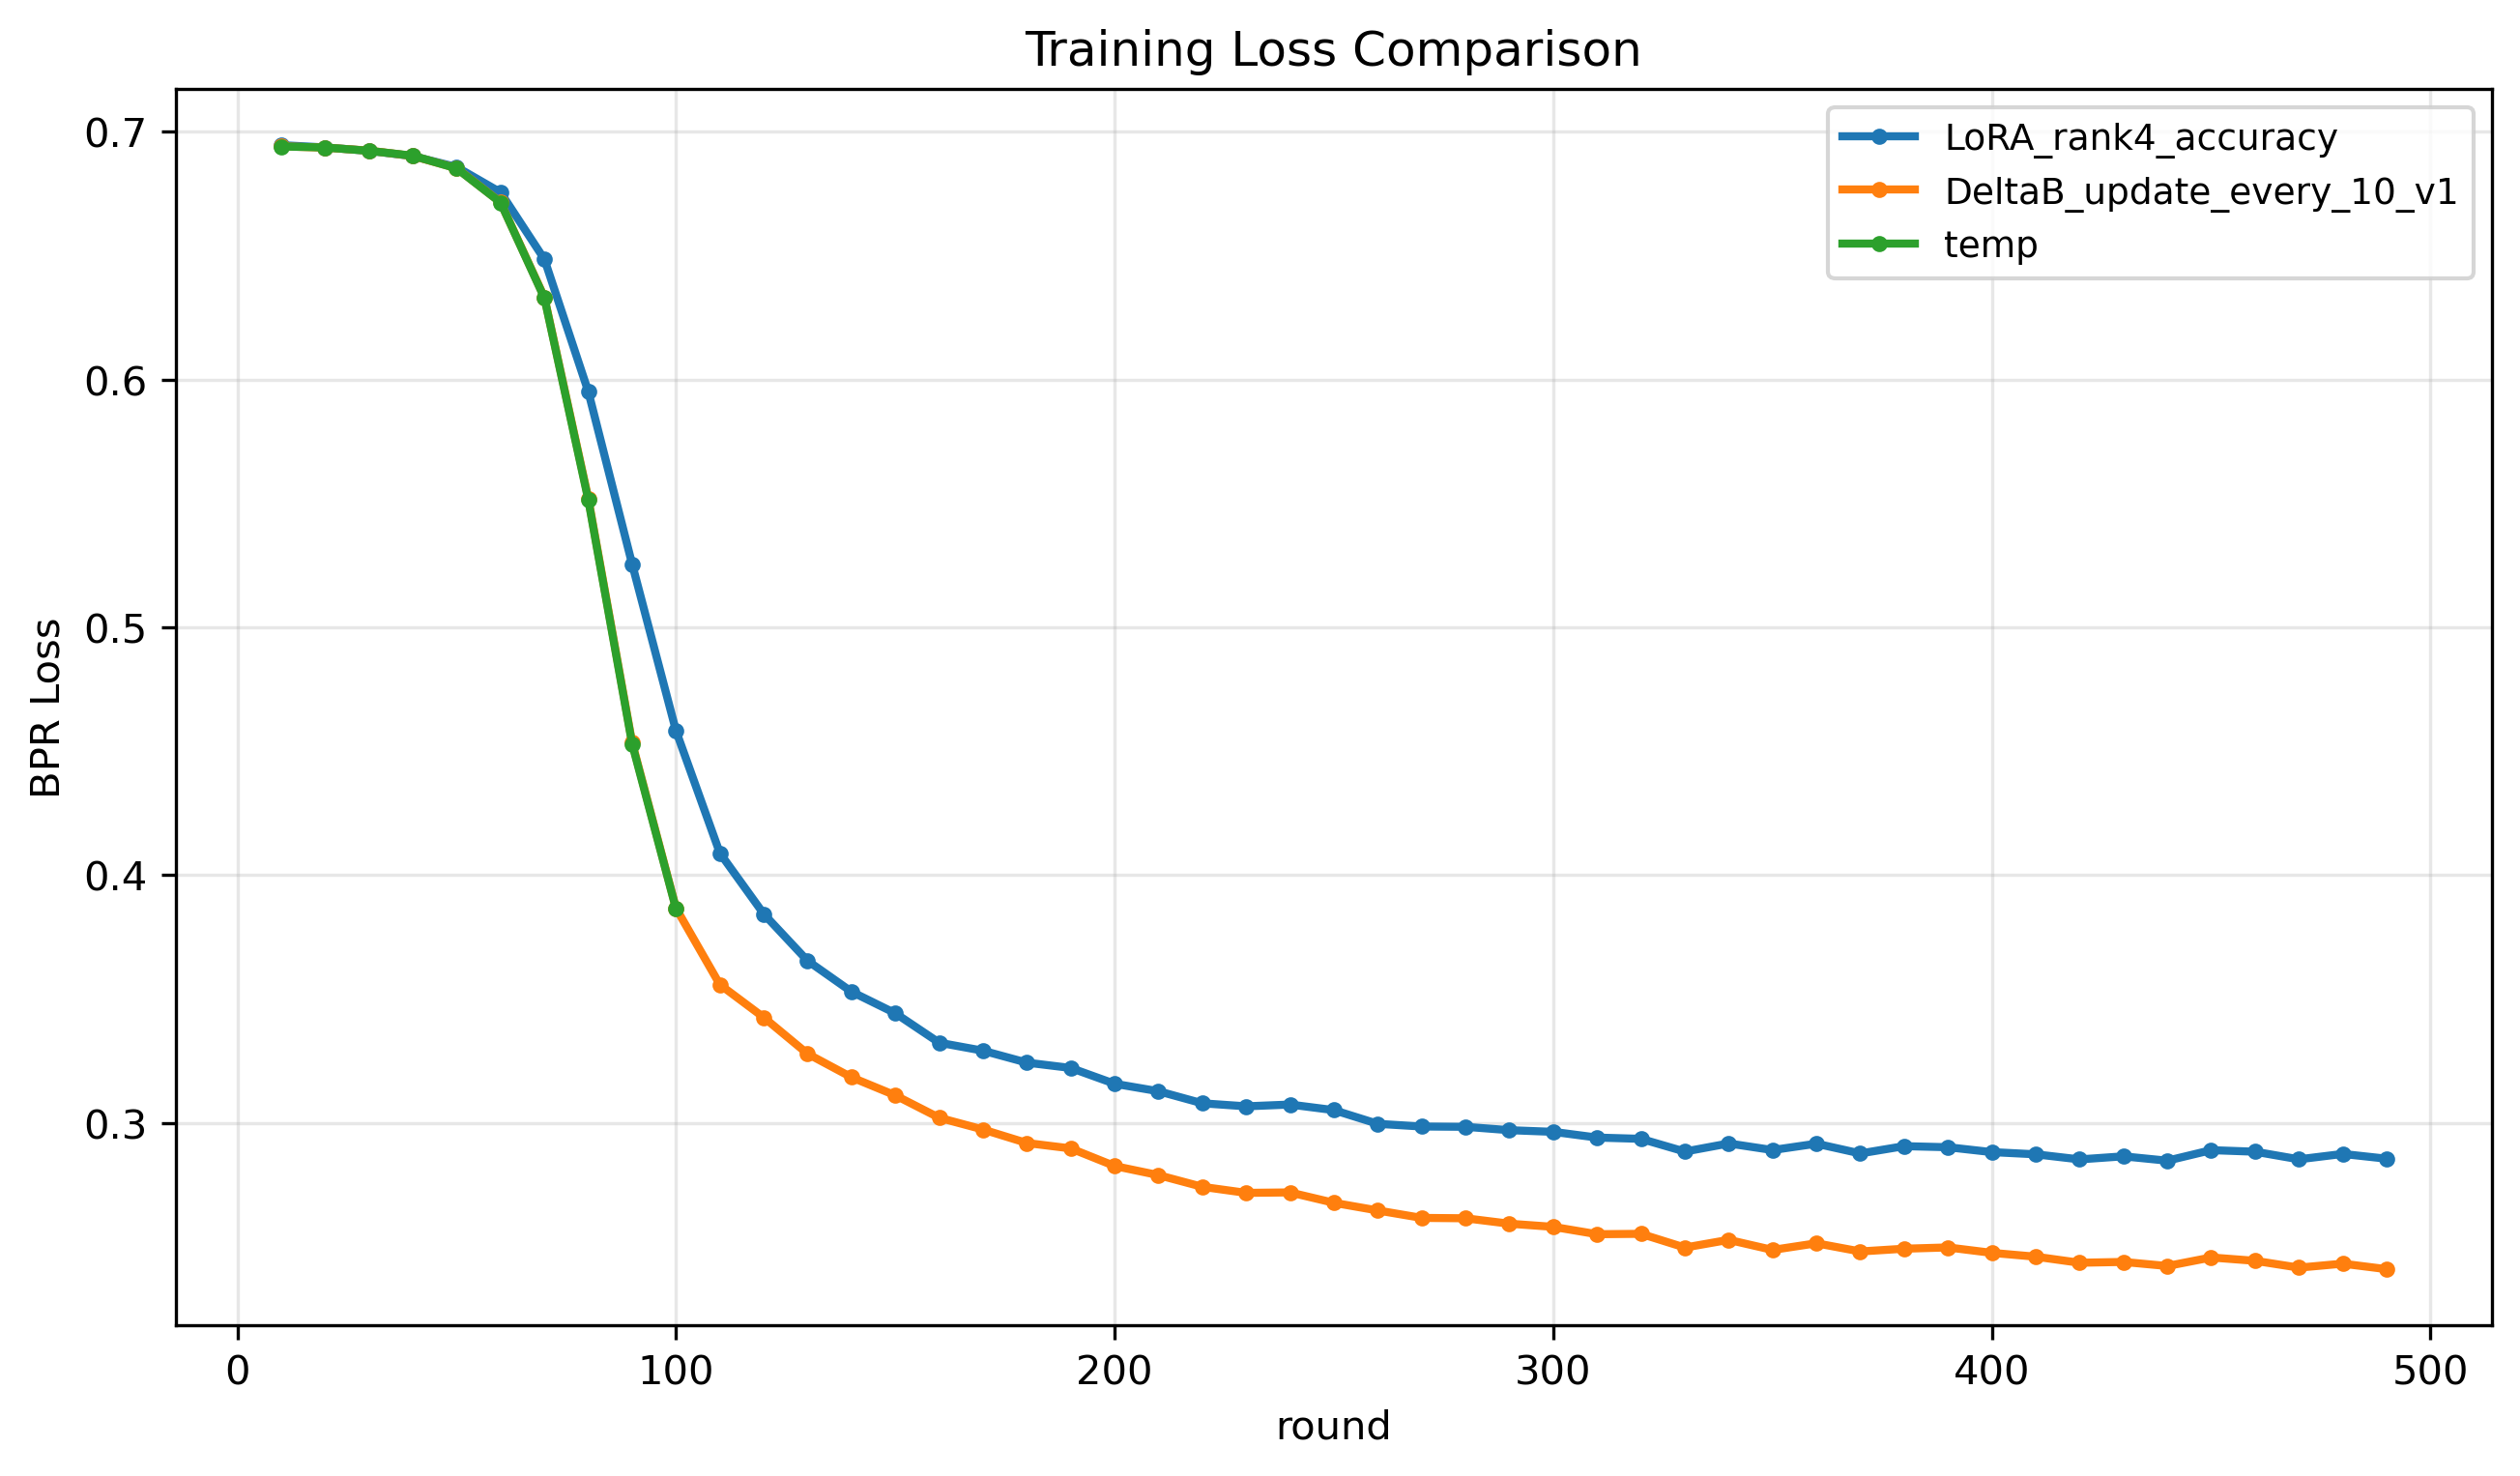 Training Loss Comparison
LoRA_rank4_accuracy
DeltaB_update_every_10_v1
temp
BPR Loss
0.7
0.6
0.5
0.4
0.3
0
100
200
300
400
500
round